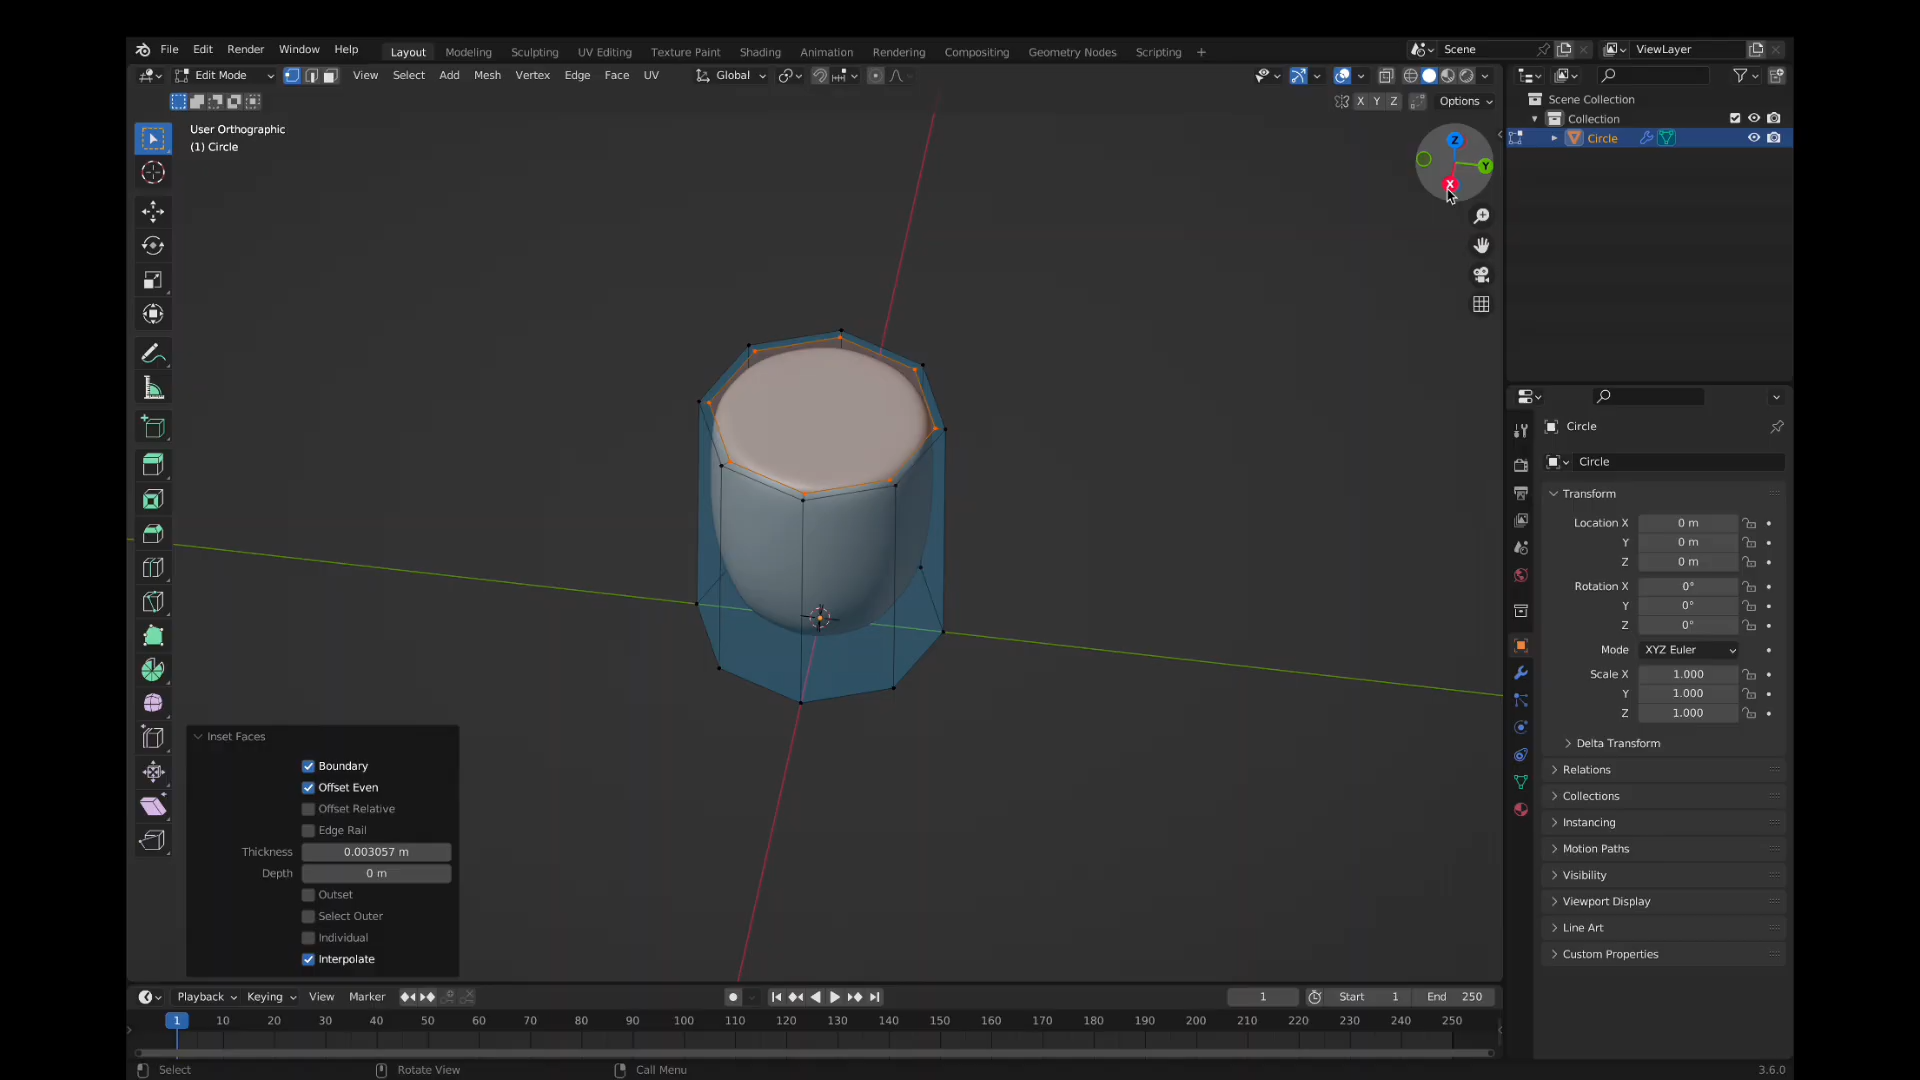 File Edit Render Window Help
Layout Modeling Sculpting UV Editing Texture Paint Shading Animation Rendering Compositing Geometry Nodes Scripting +
Scene
ViewLayer
Edit Mode
View Select Add Mesh Vertex Edge Face UV
Global
X Y Z
Options
User Orthographic
(1) Circle
Z
Y
X
Scene Collection
Collection
Circle
Circle
Circle
Transform
Location X 0 m
Y 0 m
Z 0 m
Rotation X 0°
Y 0°
Z 0°
Mode XYZ Euler
Scale X 1.000
Y 1.000
Z 1.000
Delta Transform
Relations
Collections
Instancing
Motion Paths
Visibility
Viewport Display
Line Art
Custom Properties
Inset Faces
Boundary
Offset Even
Offset Relative
Edge Rail
Thickness 0.003057 m
Depth 0 m
Outset
Select Outer
Individual
Interpolate
Playback Keying View Marker
1
Start 1
End 250
1 10 20 30 40 50 60 70 80 90 100 110 120 130 140 150 160 170 180 190 200 210 220 230 240 250
Select
Rotate View
Call Menu
3.6.0